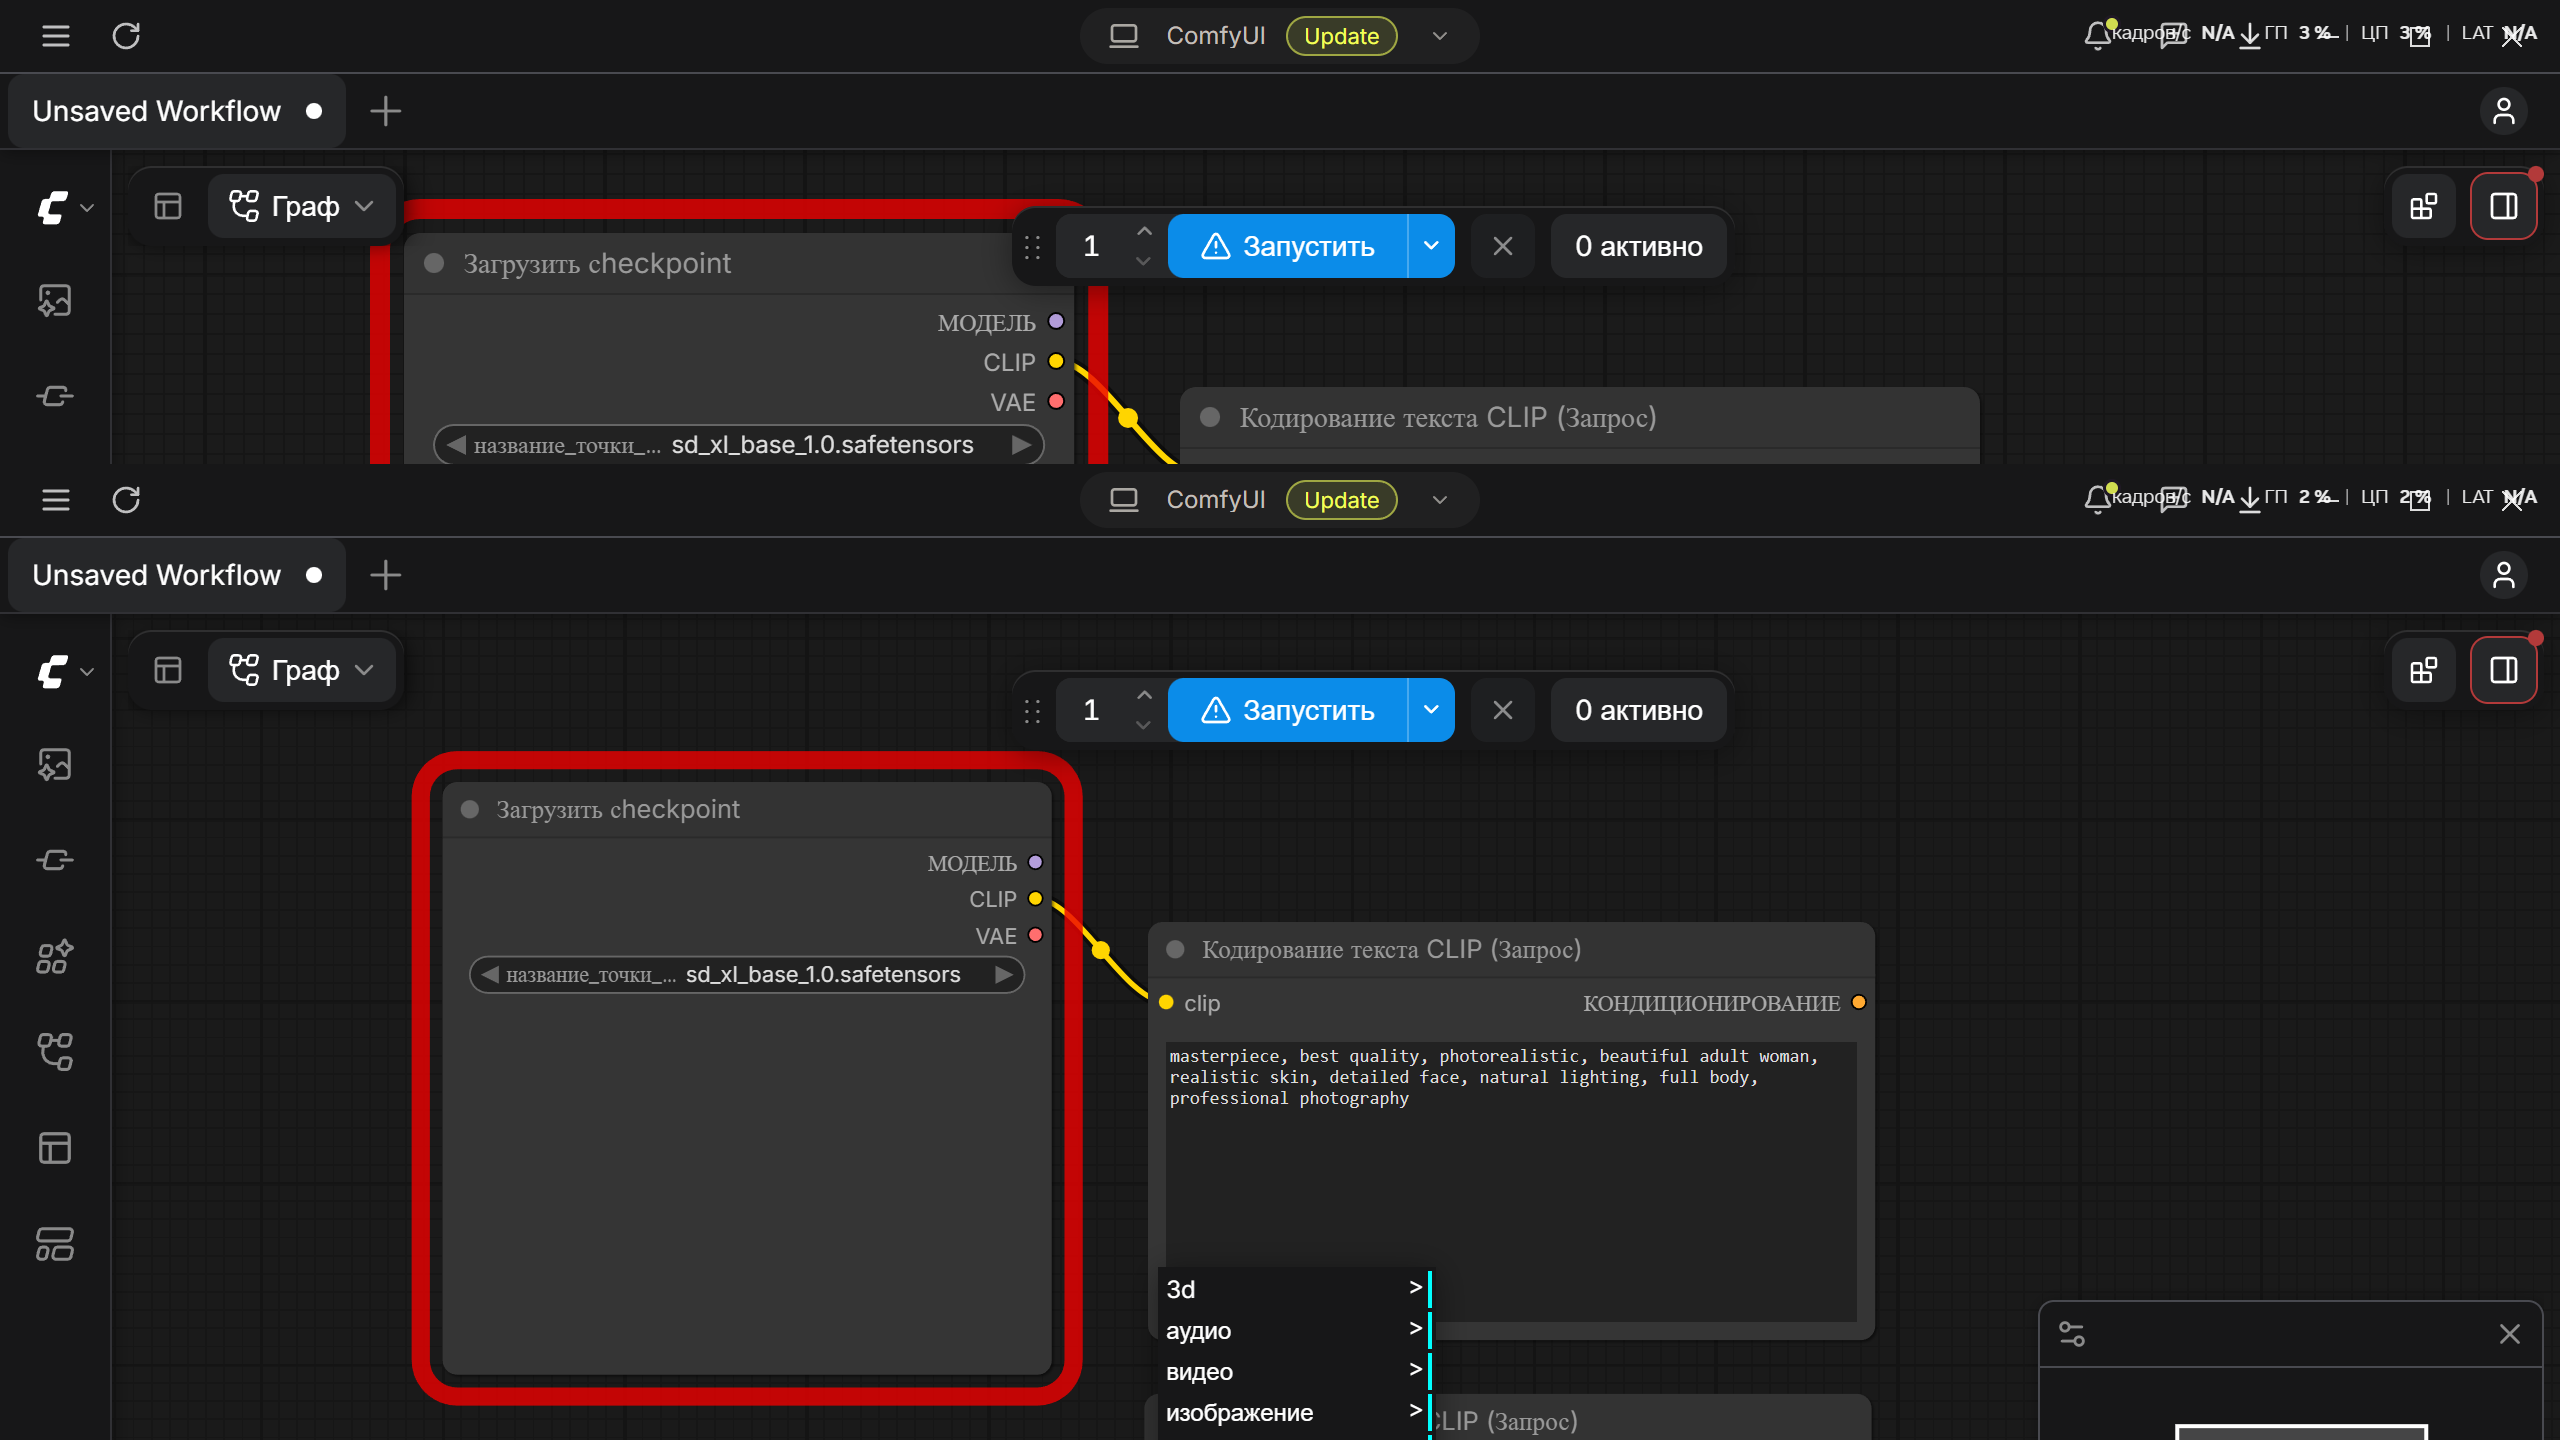 ComfyUI Update
кадров/с N/A ГП 3 % | ЦП 3 % | LAT N/A
Unsaved Workflow
Граф
1 Запустить 0 активно
Загрузить checkpoint
МОДЕЛЬ
CLIP
VAE
название_точки_... sd_xl_base_1.0.safetensors
Кодирование текста CLIP (Запрос)
ComfyUI Update
кадров/с N/A ГП 2 % | ЦП 2 % | LAT N/A
Unsaved Workflow
Граф
1 Запустить 0 активно
Загрузить checkpoint
МОДЕЛЬ
CLIP
VAE
название_точки_... sd_xl_base_1.0.safetensors
Кодирование текста CLIP (Запрос)
clip КОНДИЦИОНИРОВАНИЕ
masterpiece, best quality, photorealistic, beautiful adult woman,
realistic skin, detailed face, natural lighting, full body,
professional photography
3d >
аудио >
видео >
изображение >
CLIP (Запрос)